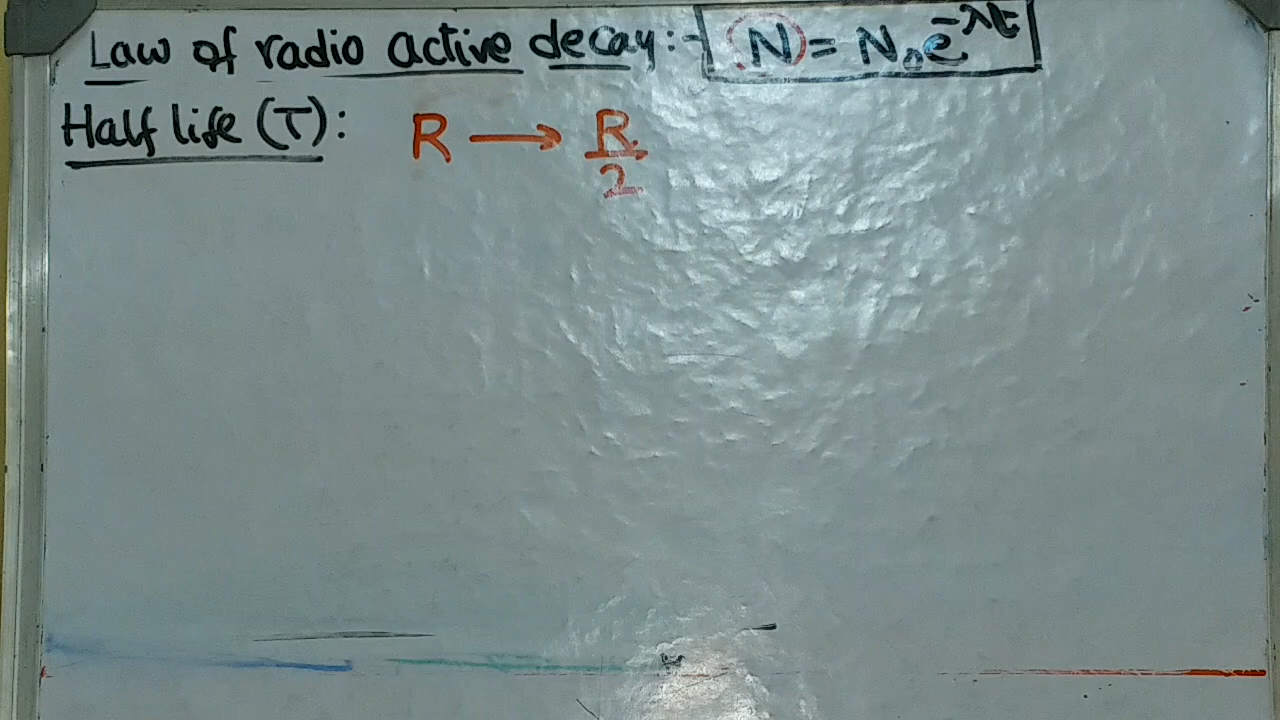 Law of radio active decay:- N = N₀e^-λt
Half life (T): R → R/2